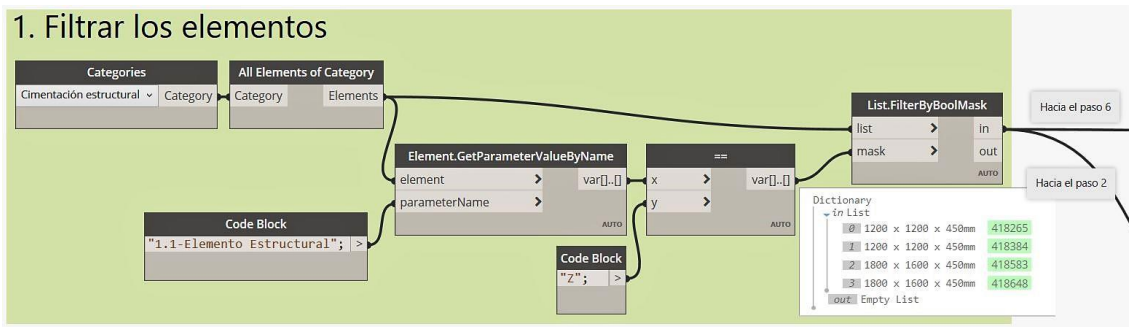 1. Filtrar los elementos
Categories
Cimentación estructural Category
All Elements of Category
Category Elements
Element.GetParameterValueByName
element > var[]..[]
parameterName >
AUTO
Code Block
"1.1-Elemento Estructural"; >
==
x > var[]..[]
y >
AUTO
Code Block
"Z"; >
List.FilterByBoolMask
list > in
mask > out
AUTO
Hacia el paso 6
Hacia el paso 2
Dictionary
in List
0 1200 x 1200 x 450mm 418265
1 1200 x 1200 x 450mm 418384
2 1800 x 1600 x 450mm 418583
3 1800 x 1600 x 450mm 418648
out Empty List